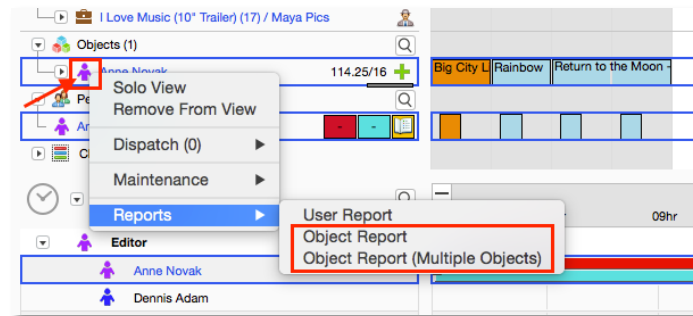 I Love Music (10" Trailer) (17) / Maya Pics
Objects (1)
Anne Novak
114.25/16
Big City L
Rainbow
Return to the Moon -
Solo View
Remove From View
Pe
An
-
-
Dispatch (0)
C
Maintenance
Reports
User Report
09hr
Object Report
Object Report (Multiple Objects)
Editor
Anne Novak
Dennis Adam